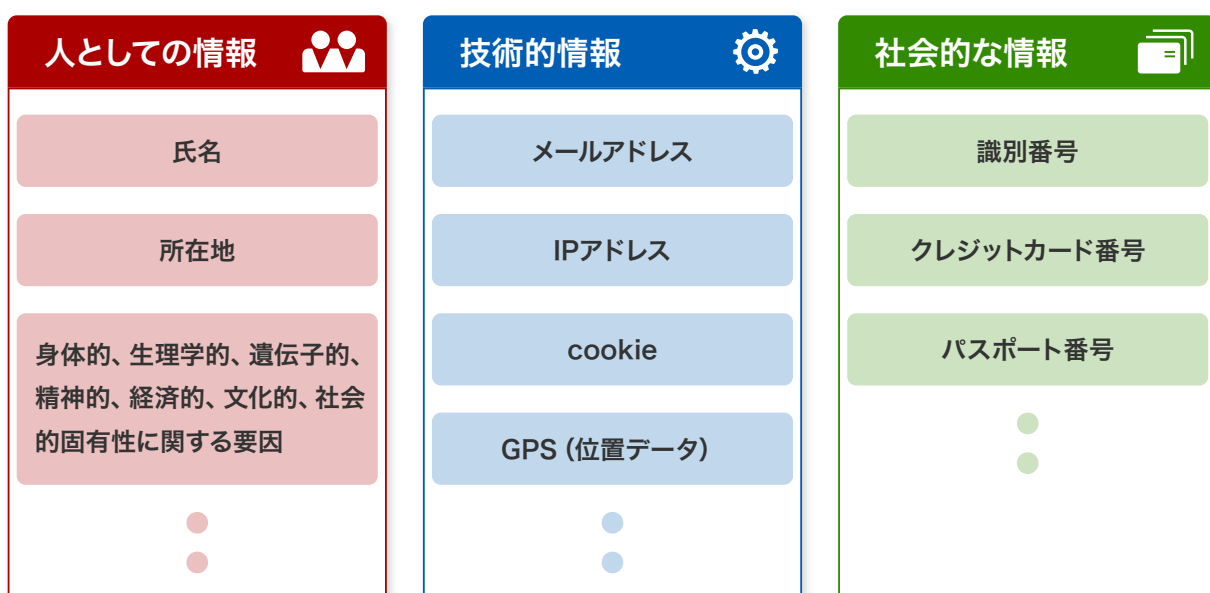 人としての情報
氏名
所在地
身体的、生理学的、遺伝子的、
精神的、経済的、文化的、社会
的固有性に関する要因
技術的情報
メールアドレス
IPアドレス
cookie
GPS（位置データ）
社会的な情報
識別番号
クレジットカード番号
パスポート番号